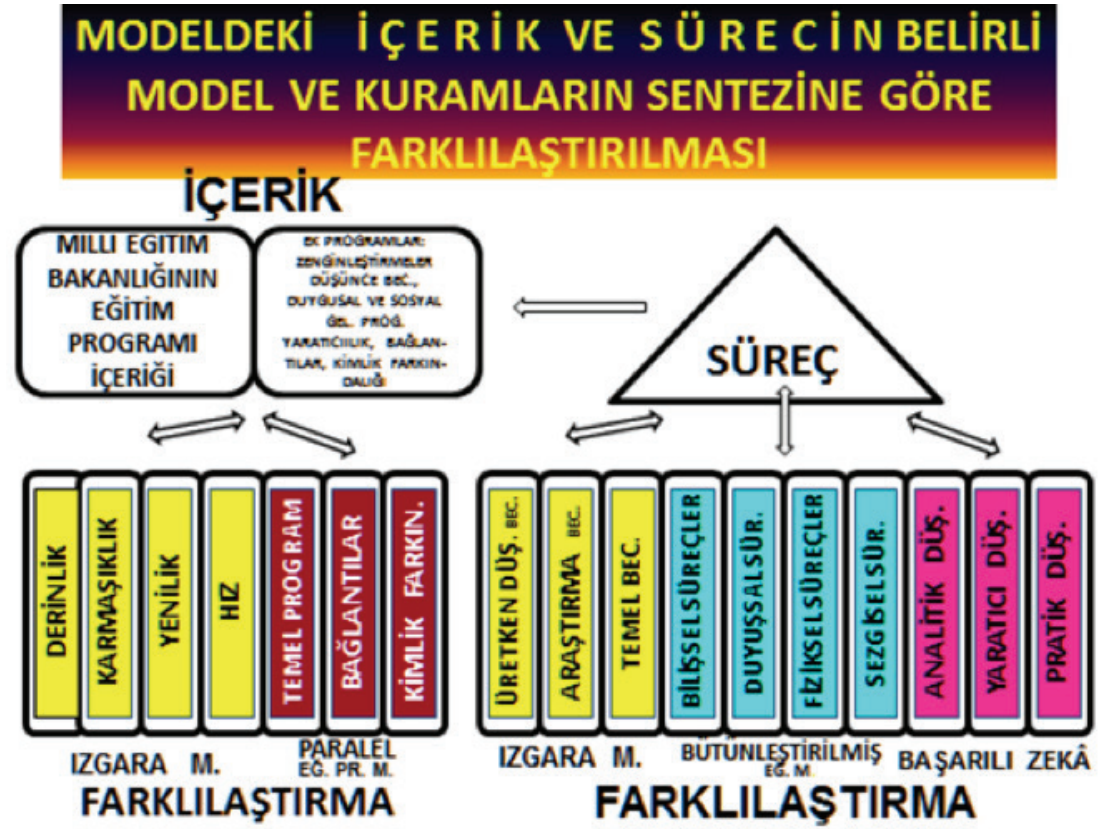 MODELDEKİ İ Ç E R İ K VE S Ü R E C İ N BELİRLİ
MODEL VE KURAMLARIN SENTEZİNE GÖRE
FARKLILAŞTIRILMASI
İÇERİK
MİLLİ EĞİTİM
BAKANLIĞININ
EĞİTİM
PROGRAMI
İÇERİĞİ
EK PROGRAMLAR:
ZENGİNLEŞTİRMELER
DÜŞÜNCE BEC.,
DUYGUSAL VE SOSYAL
GEL. PROG.
YARATICIILIK, BAĞLAN-
TILAR, KİMLİK FARKIN-
DALIĞI
SÜREÇ
DERİNLİK
KARMAŞIKLIK
YENİLİK
HIZ
TEMEL PROGRAM
BAĞLANTILAR
KİMLİK FARKIN.
ÜRETKEN DÜŞ. BEC.
ARAŞTIRMA BEC.
TEMEL BEC.
BİLİŞSEL SÜREÇLER
DUYUŞSAL SÜR.
FİZİKSEL SÜREÇLER
SEZGİSEL SÜR.
ANALİTİK DÜŞ.
YARATICI DÜŞ.
PRATİK DÜŞ.
IZGARA M.
PARALEL
EĞ. PR. M.
IZGARA M.
BÜTÜNLEŞTİRİLMİŞ
EĞ. M.
BAŞARILI ZEKÂ
FARKLILAŞTIRMA
FARKLILAŞTIRMA